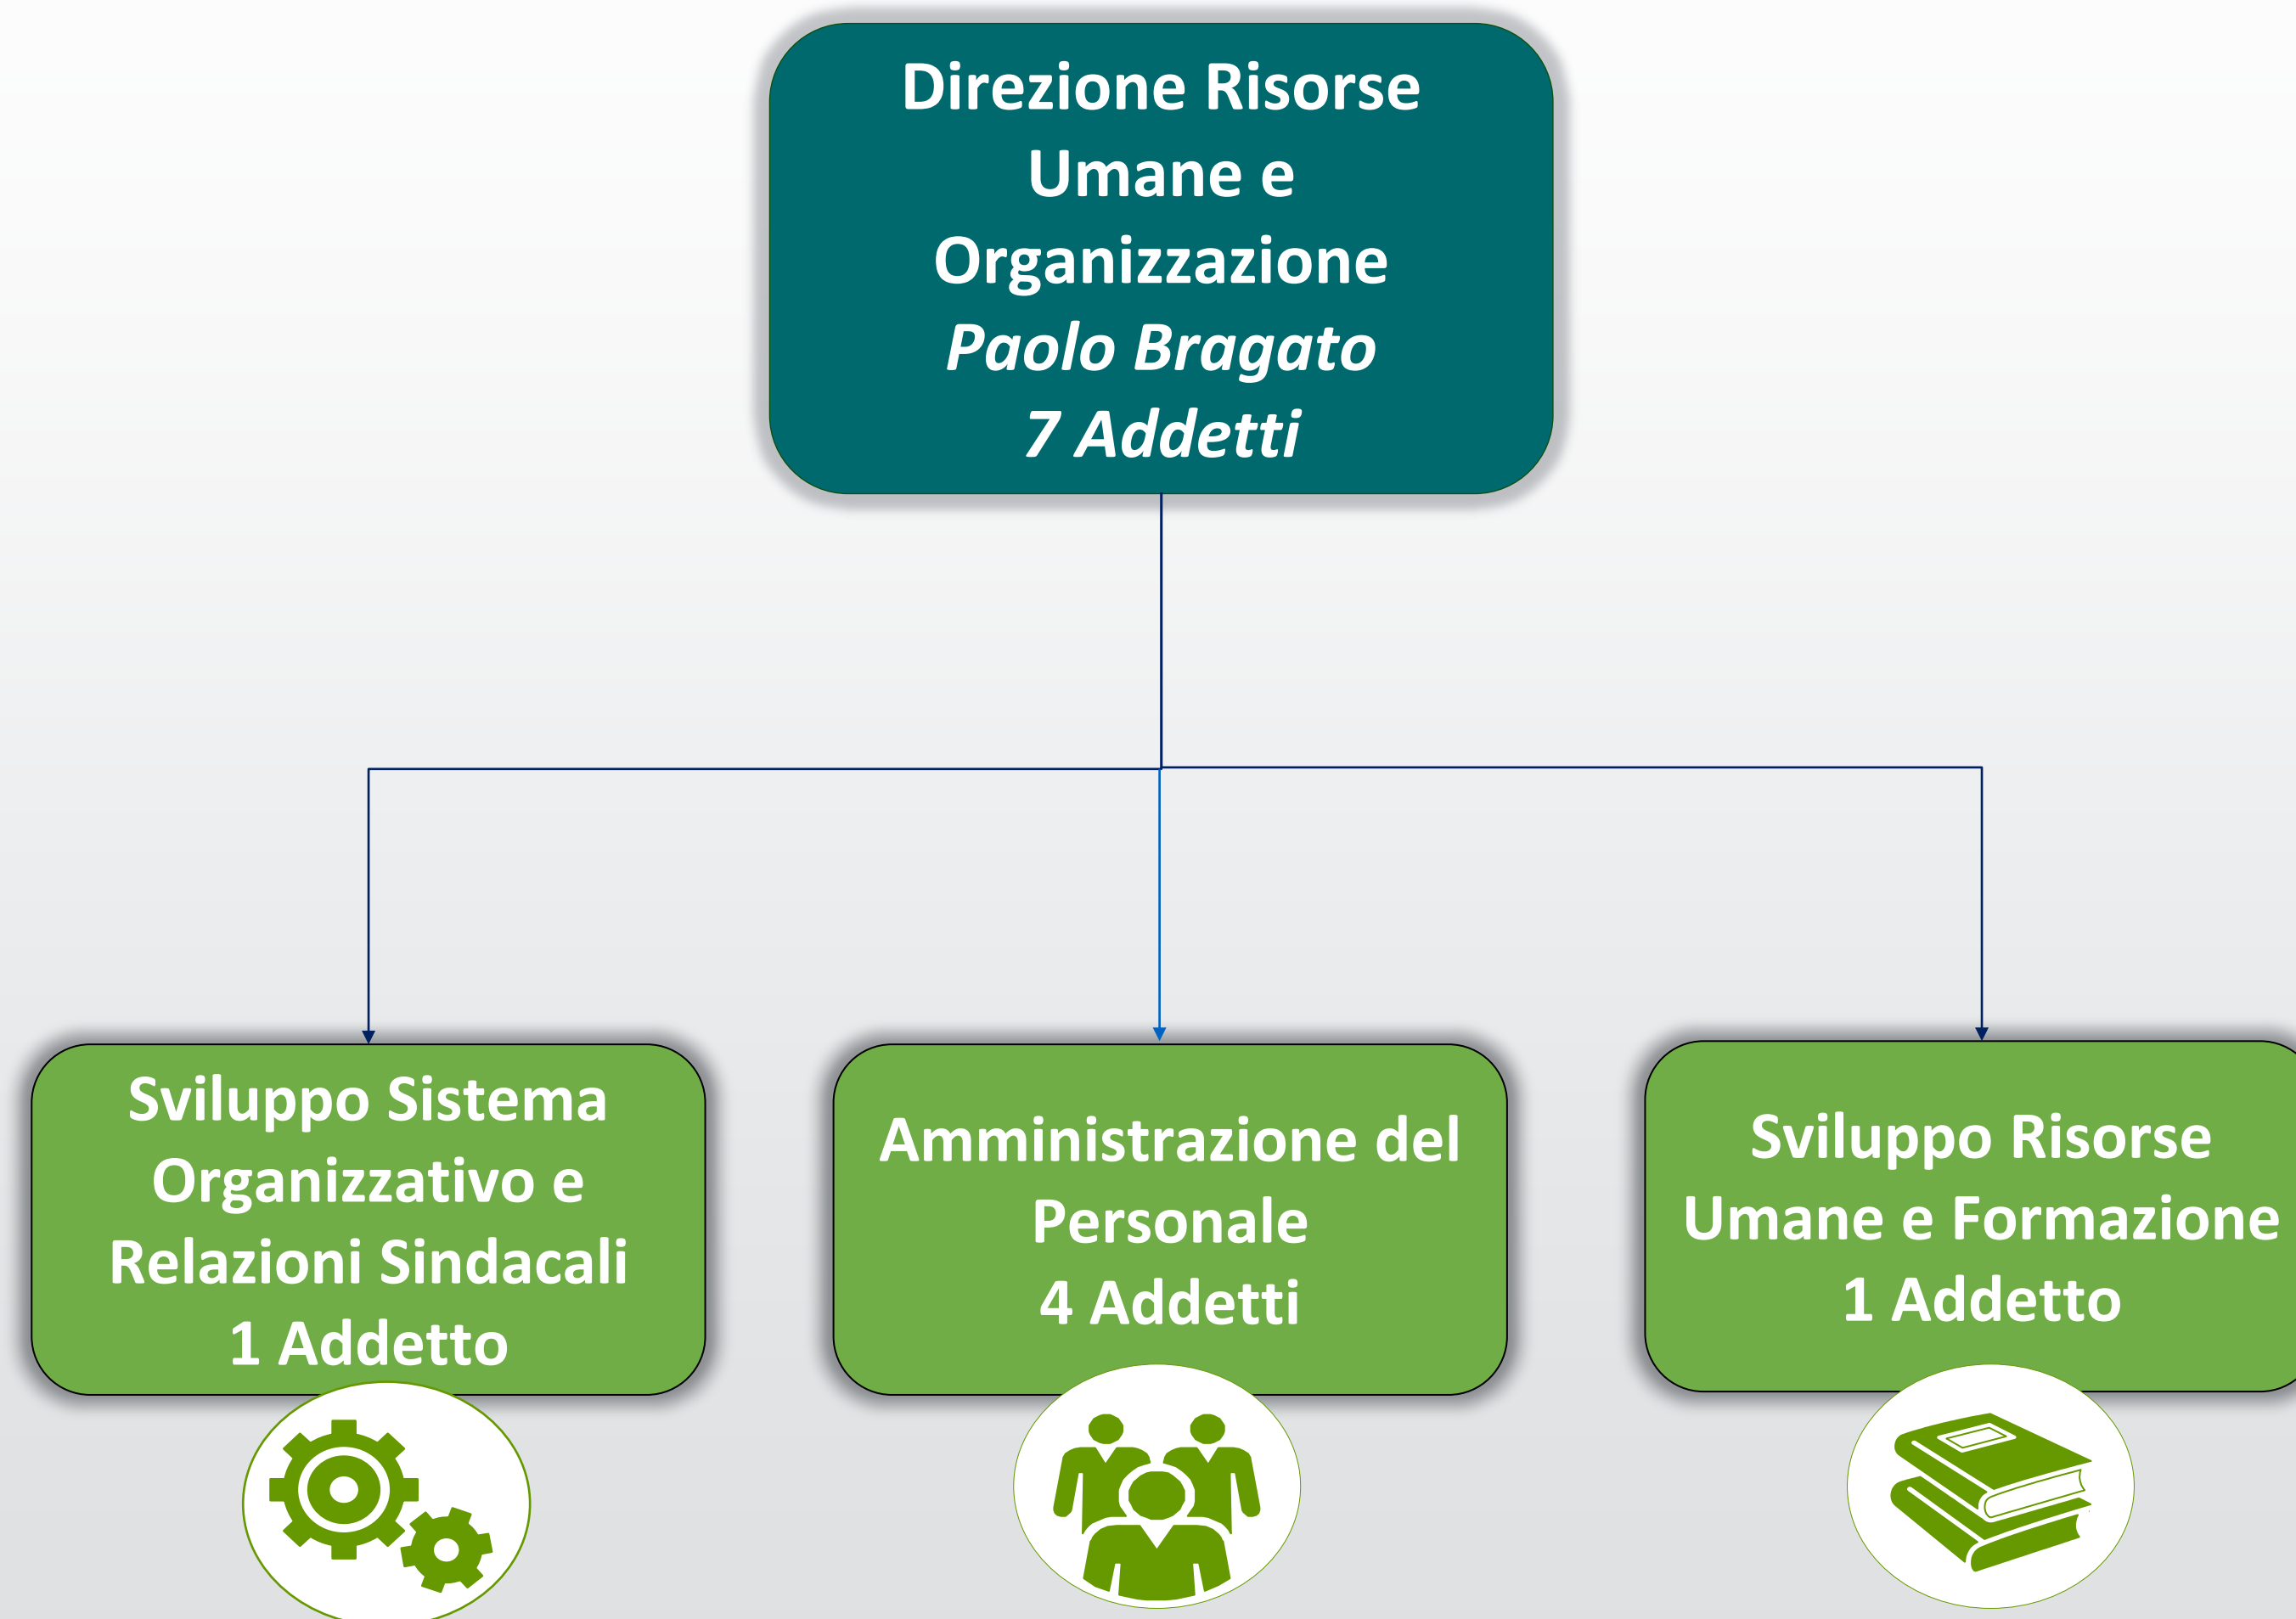 Direzione Risorse
Umane e
Organizzazione
Paolo Bragato
7 Addetti
Sviluppo Sistema
Organizzativo e
Relazioni Sindacali
1 Addetto
Amministrazione del
Personale
4 Addetti
Sviluppo Risorse
Umane e Formazione
1 Addetto